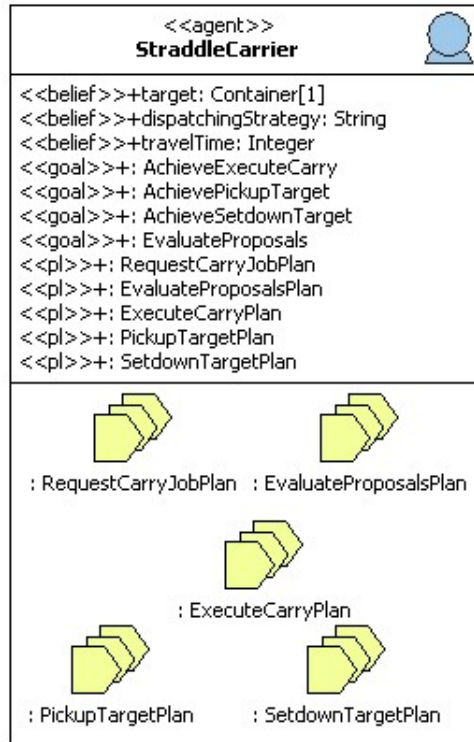 <<agent>>
StraddleCarrier
<<belief>>+target: Container[1]
<<belief>>+dispatchingStrategy: String
<<belief>>+travelTime: Integer
<<goal>>+: AchieveExecuteCarry
<<goal>>+: AchievePickupTarget
<<goal>>+: AchieveSetdownTarget
<<goal>>+: EvaluateProposals
<<pl>>+: RequestCarryJobPlan
<<pl>>+: EvaluateProposalsPlan
<<pl>>+: ExecuteCarryPlan
<<pl>>+: PickupTargetPlan
<<pl>>+: SetdownTargetPlan
: RequestCarryJobPlan : EvaluateProposalsPlan
: ExecuteCarryPlan
: PickupTargetPlan : SetdownTargetPlan